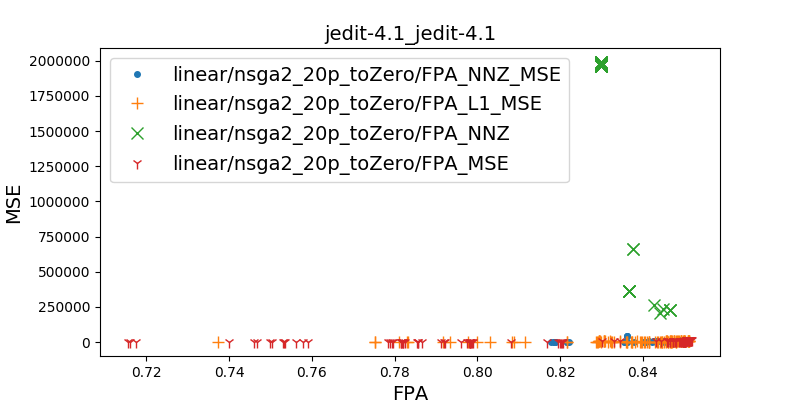 jedit-4.1_jedit-4.1
linear/nsga2_20p_toZero/FPA_NNZ_MSE
linear/nsga2_20p_toZero/FPA_L1_MSE
linear/nsga2_20p_toZero/FPA_NNZ
linear/nsga2_20p_toZero/FPA_MSE
MSE
2000000
1750000
1500000
1250000
1000000
750000
500000
250000
0
0.72 0.74 0.76 0.78 0.80 0.82 0.84
FPA